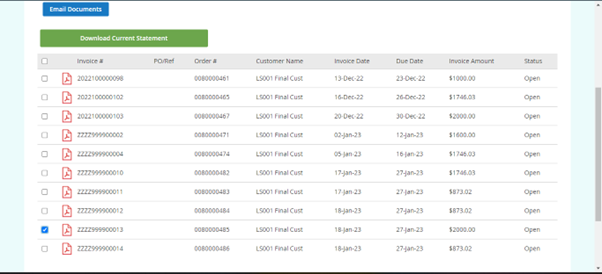 Email Documents
Download Current Statement
Invoice # PO/Ref Order # Customer Name Invoice Date Due Date Invoice Amount Status
2022100000098 0080000461 LS001 Final Cust 13-Dec-22 23-Dec-22 $1000.00 Open
2022100000102 0080000465 LS001 Final Cust 16-Dec-22 26-Dec-22 $1746.03 Open
2022100000103 0080000467 LS001 Final Cust 20-Dec-22 30-Dec-22 $2000.00 Open
ZZZZ999900002 0080000471 LS001 Final Cust 02-Jan-23 12-Jan-23 $1600.00 Open
ZZZZ999900004 0080000474 LS001 Final Cust 05-Jan-23 16-Jan-23 $1746.03 Open
ZZZZ999900010 0080000482 LS001 Final Cust 17-Jan-23 27-Jan-23 $1746.03 Open
ZZZZ999900011 0080000483 LS001 Final Cust 17-Jan-23 27-Jan-23 $873.02 Open
ZZZZ999900012 0080000484 LS001 Final Cust 18-Jan-23 27-Jan-23 $873.02 Open
ZZZZ999900013 0080000485 LS001 Final Cust 18-Jan-23 27-Jan-23 $2000.00 Open
ZZZZ999900014 0080000486 LS001 Final Cust 18-Jan-23 27-Jan-23 $873.02 Open